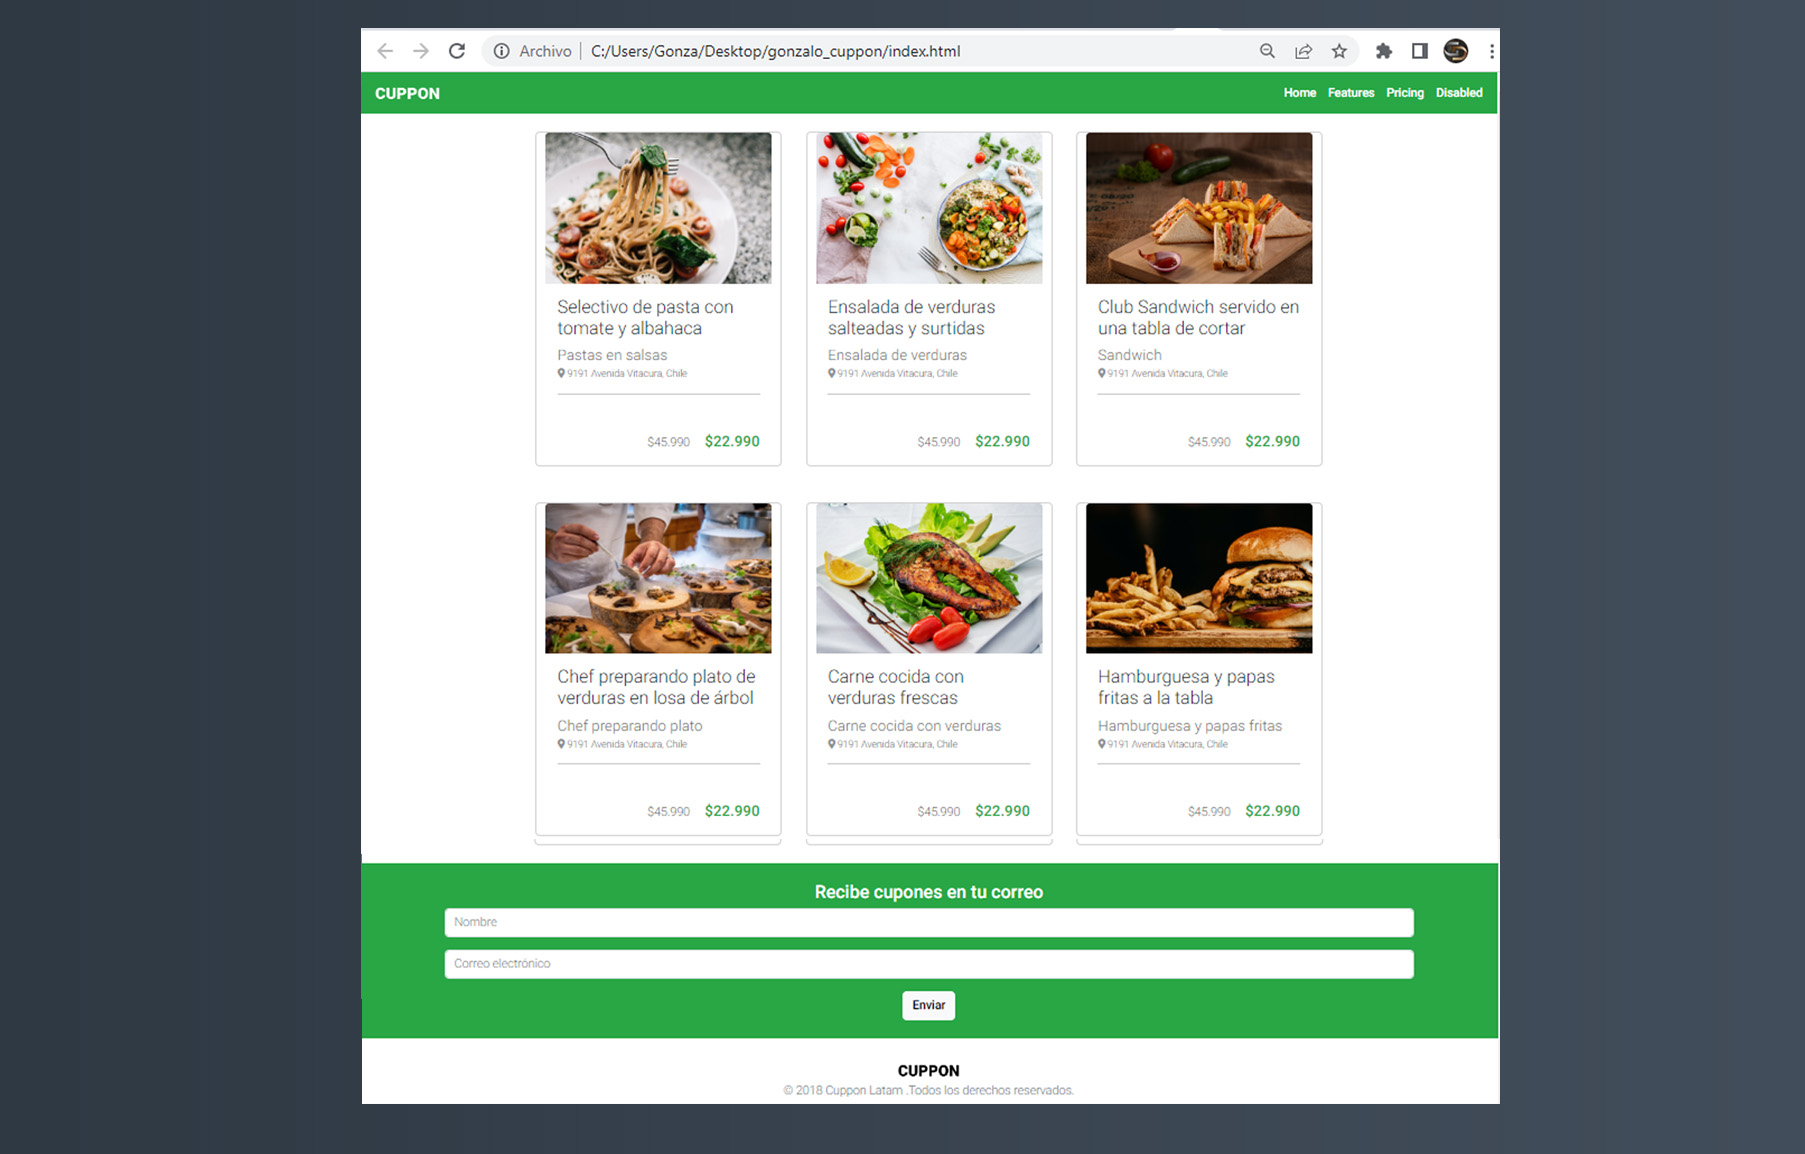 Archivo | C:/Users/Gonza/Desktop/gonzalo_cuppon/index.html
CUPPON
Home Features Pricing Disabled
Selectivo de pasta con
tomate y albahaca
Pastas en salsas
9191 Avenida Vitacura, Chile
$45.990 $22.990
Ensalada de verduras
salteadas y surtidas
Ensalada de verduras
9191 Avenida Vitacura, Chile
$45.990 $22.990
Club Sandwich servido en
una tabla de cortar
Sandwich
9191 Avenida Vitacura, Chile
$45.990 $22.990
Chef preparando plato de
verduras en losa de árbol
Chef preparando plato
9191 Avenida Vitacura, Chile
$45.990 $22.990
Carne cocida con
verduras frescas
Carne cocida con verduras
9191 Avenida Vitacura, Chile
$45.990 $22.990
Hamburguesa y papas
fritas a la tabla
Hamburguesa y papas fritas
9191 Avenida Vitacura, Chile
$45.990 $22.990
Recibe cupones en tu correo
Nombre
Correo electrónico
Enviar
CUPPON
© 2018 Cuppon Latam .Todos los derechos reservados.